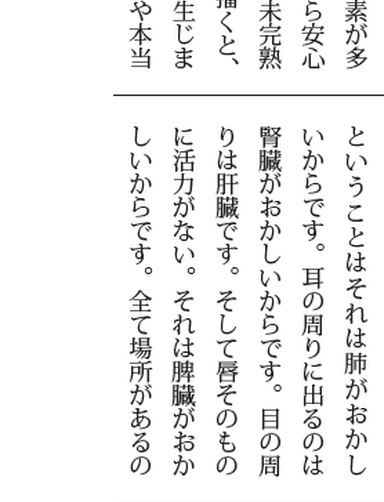 素が多
ら安心
未完熟
描くと、
生じま
や本当
ということはそれは肺がおかし
いからです。耳の周りに出るのは
腎臓がおかしいからです。目の周
りは肝臓です。そして唇そのもの
に活力がない。それは脾臓がおか
しいからです。全て場所があるの